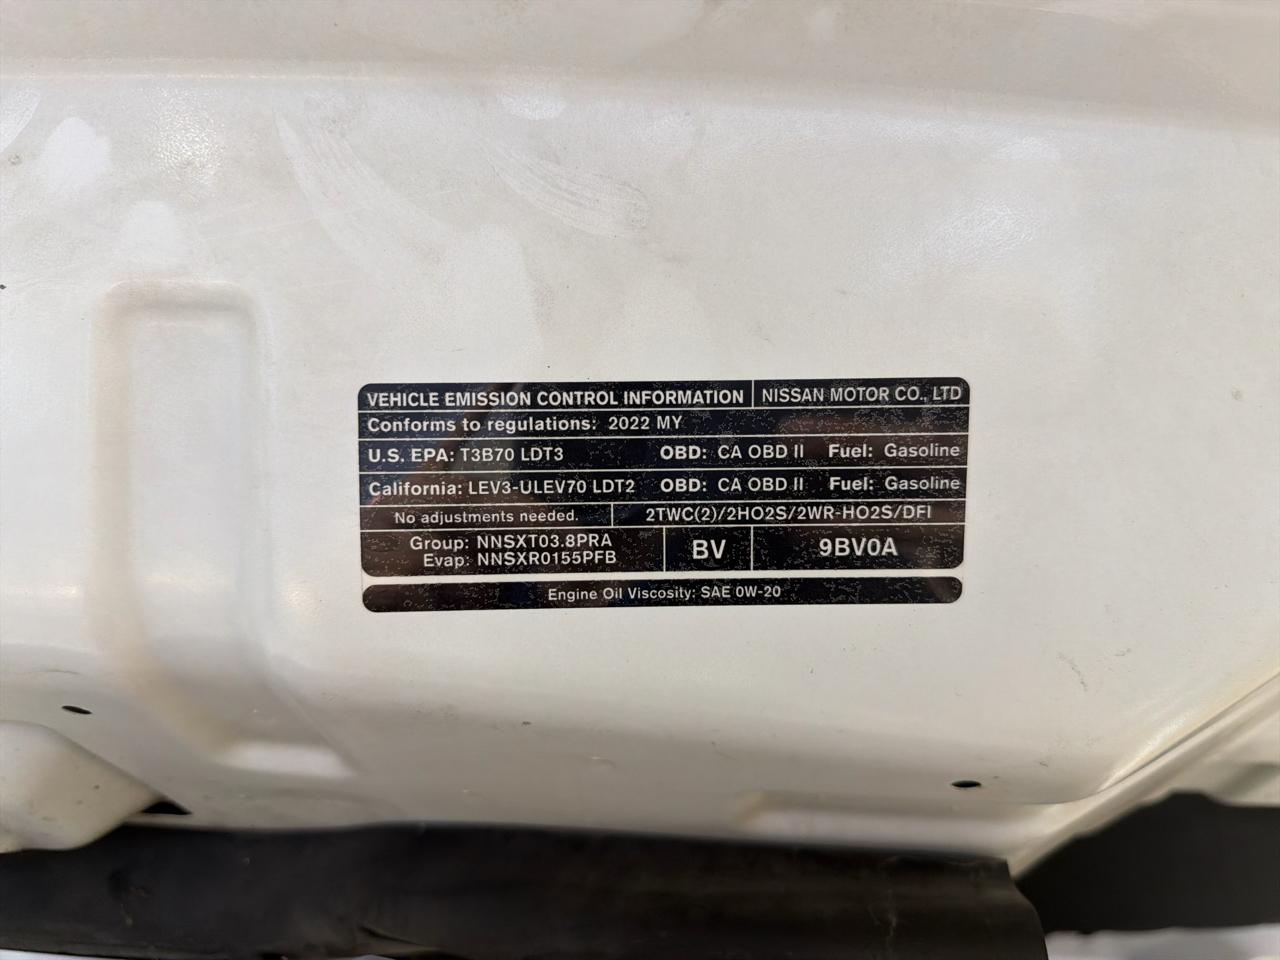 VEHICLE EMISSION CONTROL INFORMATION NISSAN MOTOR CO., LTD
Conforms to regulations: 2022 MY
U.S. EPA: T3B70 LDT3 OBD: CA OBD II Fuel: Gasoline
California: LEV3-ULEV70 LDT2 OBD: CA OBD II Fuel: Gasoline
No adjustments needed. 2TWC(2)/2HO2S/2WR-HO2S/DFI
Group: NNSXT03.8PRA BV 9BV0A
Evap: NNSXR0155PFB
Engine Oil Viscosity: SAE 0W-20